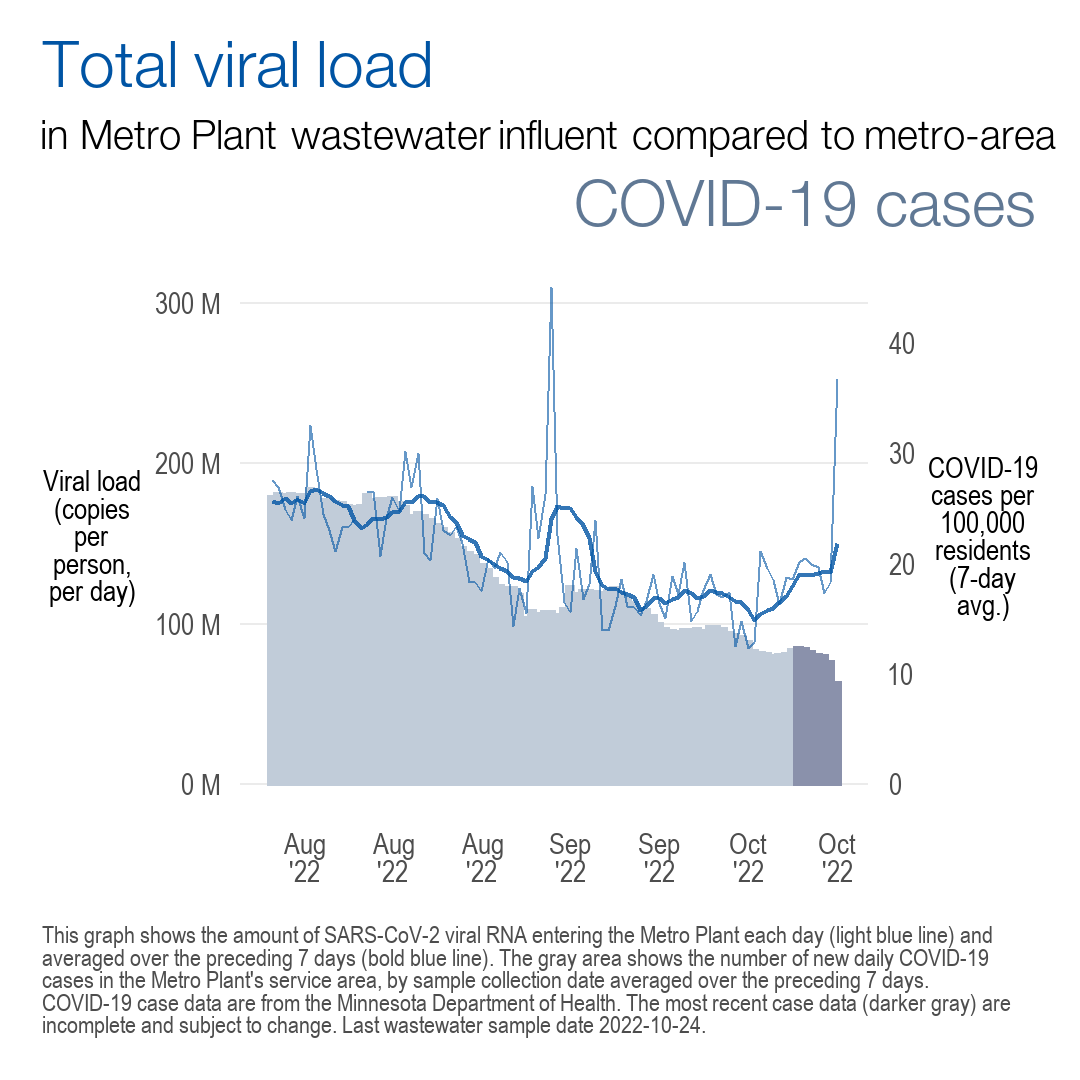 Total viral load
in Metro Plant wastewater influent compared to metro-area
COVID-19 cases
300 M
200 M
100 M
0 M
Viral load
(copies
per
person,
per day)
40
30
20
10
0
COVID-19
cases per
100,000
residents
(7-day
avg.)
Aug
'22
Aug
'22
Aug
'22
Sep
'22
Sep
'22
Oct
'22
Oct
'22
This graph shows the amount of SARS-CoV-2 viral RNA entering the Metro Plant each day (light blue line) and
averaged over the preceding 7 days (bold blue line). The gray area shows the number of new daily COVID-19
cases in the Metro Plant's service area, by sample collection date averaged over the preceding 7 days.
COVID-19 case data are from the Minnesota Department of Health. The most recent case data (darker gray) are
incomplete and subject to change. Last wastewater sample date 2022-10-24.